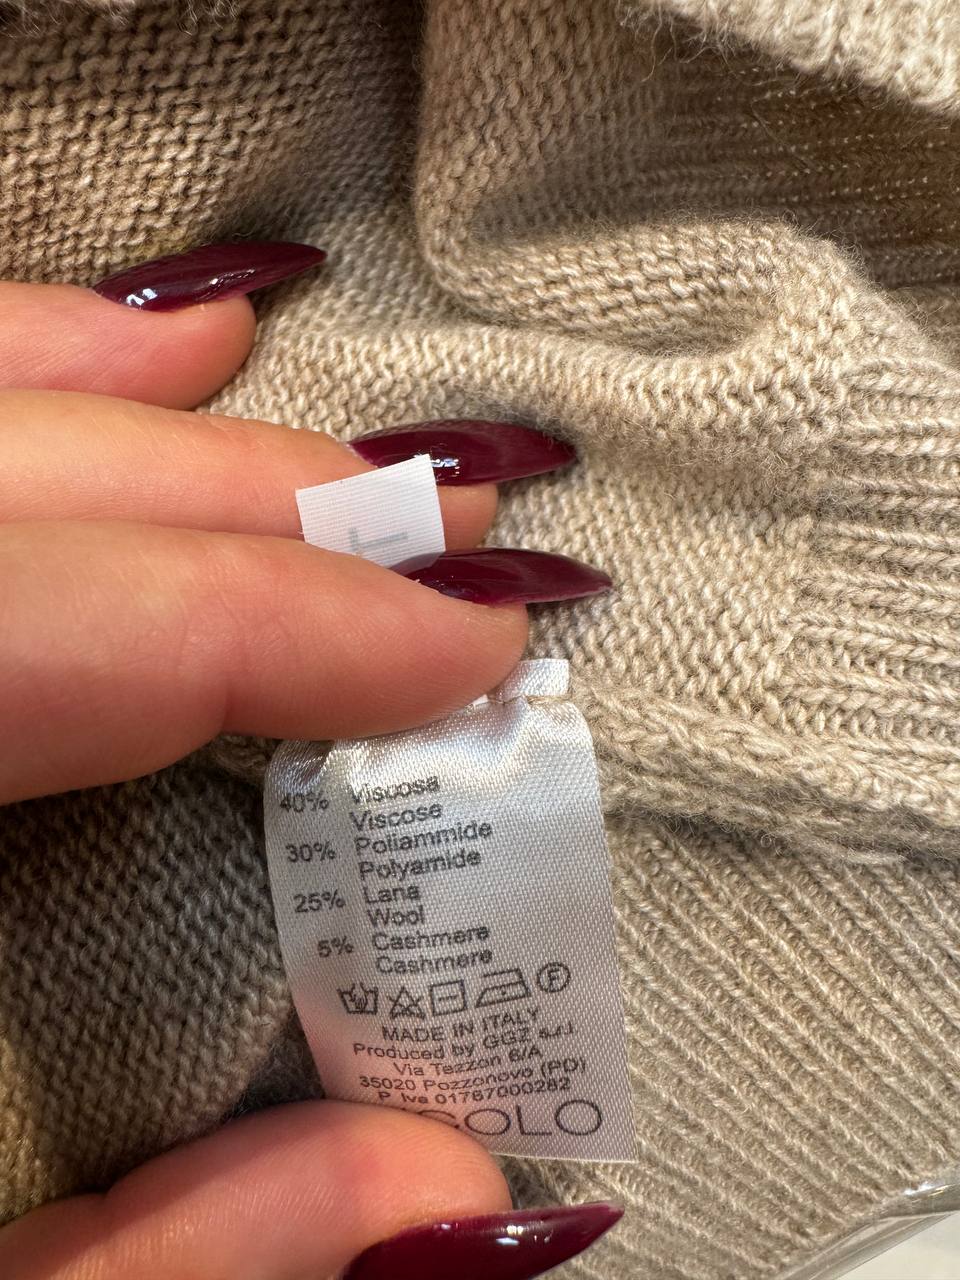 40% Viscosa
Viscose
30% Poliammide
Polyamide
25% Lana
Wool
5% Cashmere
Cashmere
F
MADE IN ITALY
Produced by GGZ s.r.l.
Via Tezzon 6/A
35020 Pozzonovo (PD)
P. Iva 01787000282